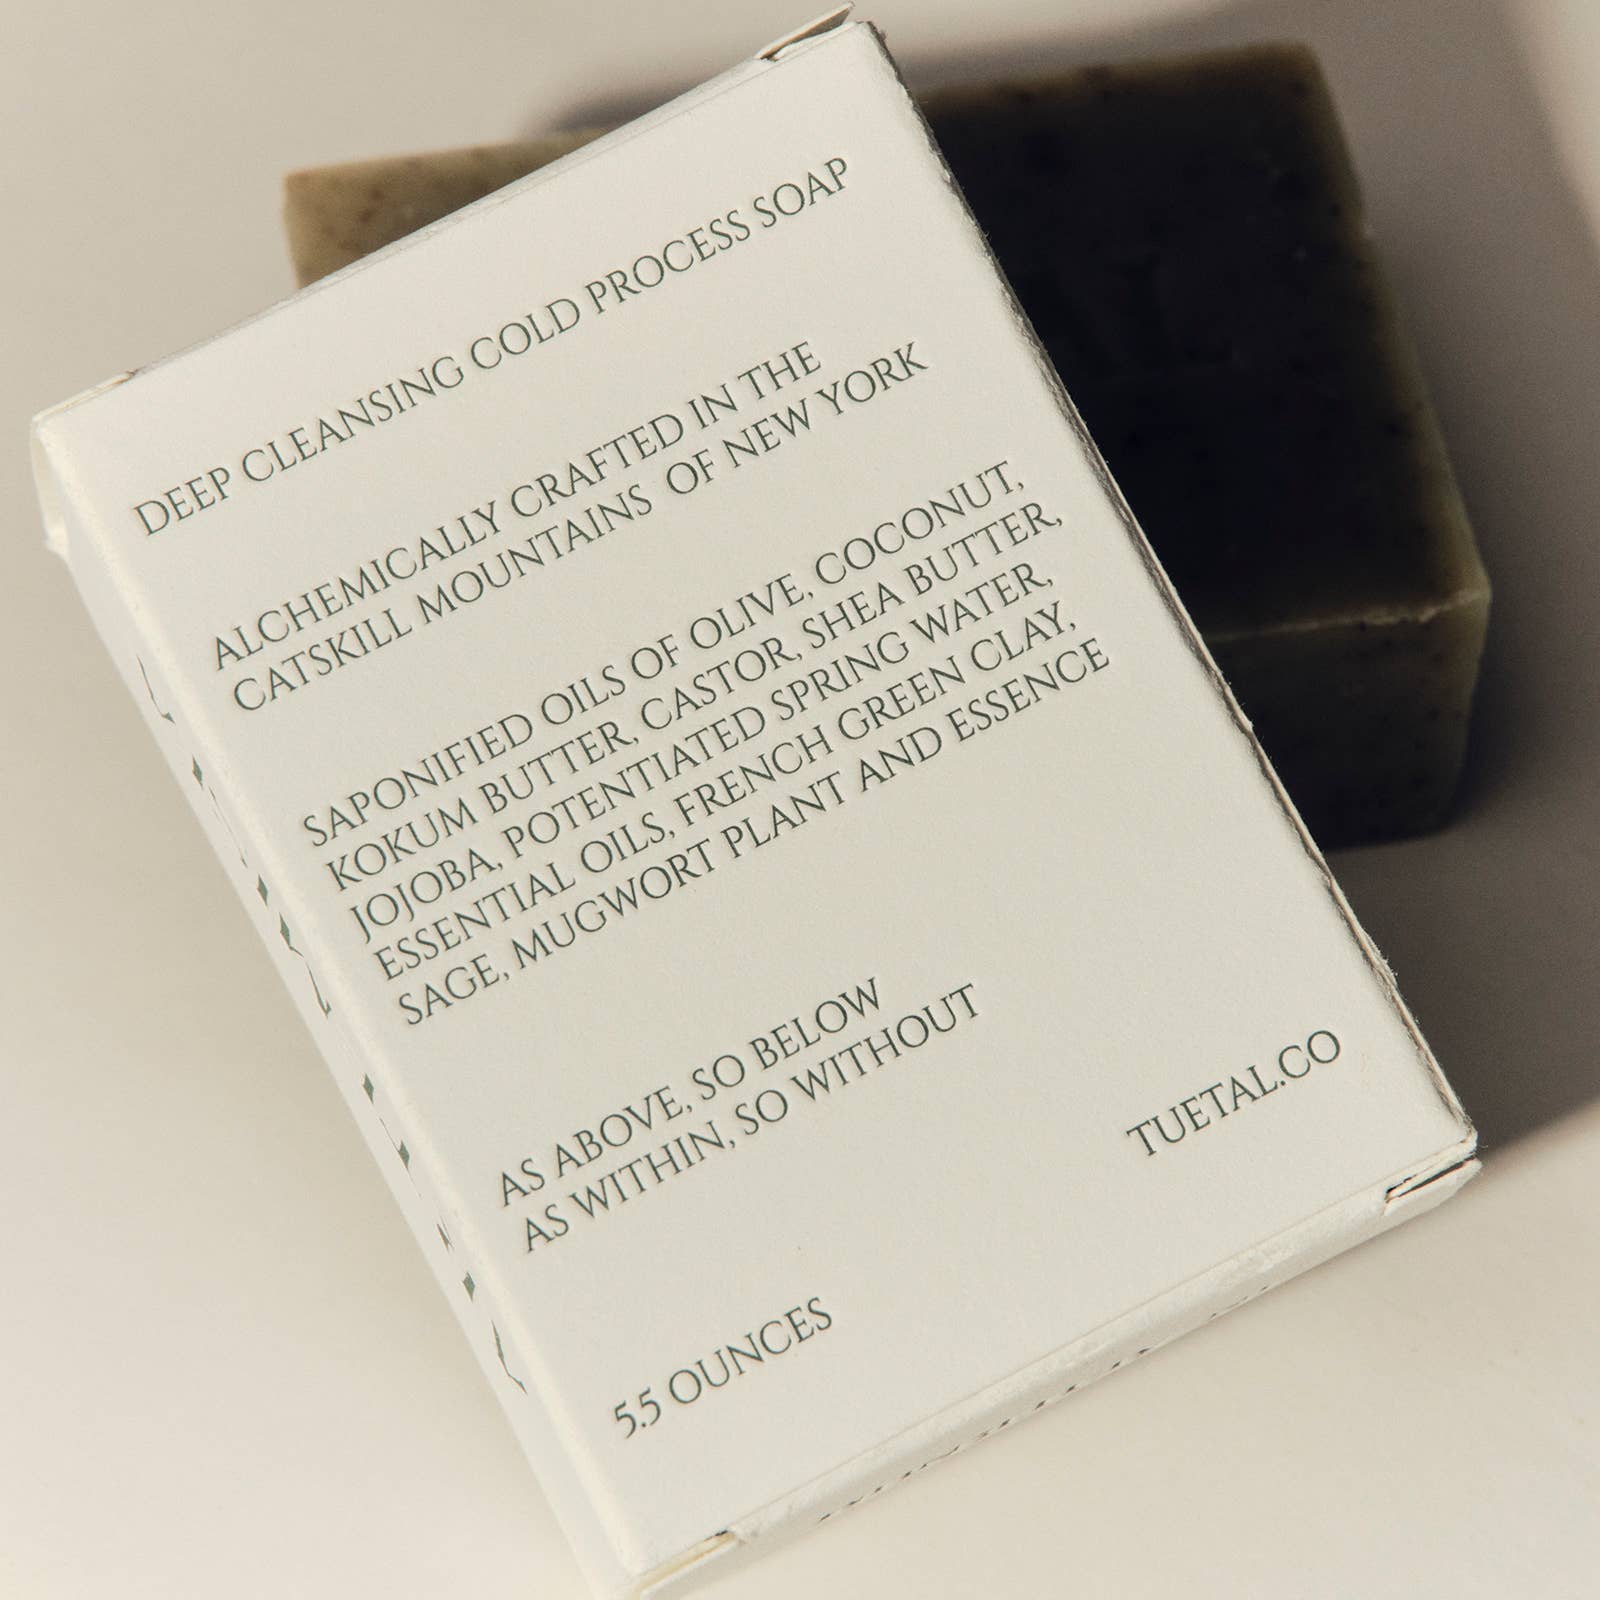 DEEP CLEANSING COLD PROCESS SOAP
ALCHEMICALLY CRAFTED IN THE
CATSKILL MOUNTAINS OF NEW YORK
SAPONIFIED OILS OF OLIVE, COCONUT,
KOKUM BUTTER, CASTOR, SHEA BUTTER,
JOJOBA, POTENTIATED SPRING WATER,
ESSENTIAL OILS, FRENCH GREEN CLAY,
SAGE, MUGWORT PLANT AND ESSENCE
AS ABOVE, SO BELOW
AS WITHIN, SO WITHOUT
TUETAL.CO
5.5 OUNCES